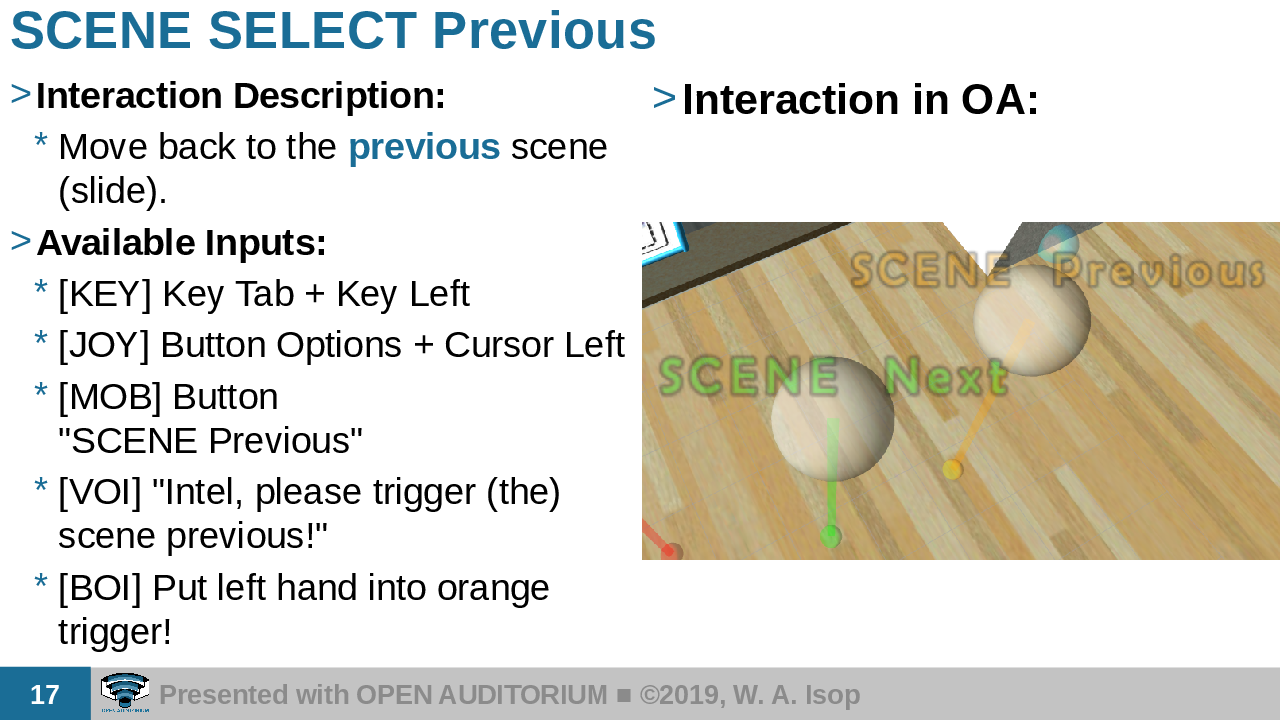 SCENE SELECT Previous
> Interaction Description:
* Move back to the previous scene
(slide).
> Available Inputs:
* [KEY] Key Tab + Key Left
* [JOY] Button Options + Cursor Left
* [MOB] Button
"SCENE Previous"
* [VOI] "Intel, please trigger (the)
scene previous!"
* [BOI] Put left hand into orange
trigger!
> Interaction in OA:
SCENE Previous
SCENE Next
17
OPEN AUDITORIUM
Presented with OPEN AUDITORIUM ■ ©2019, W. A. Isop